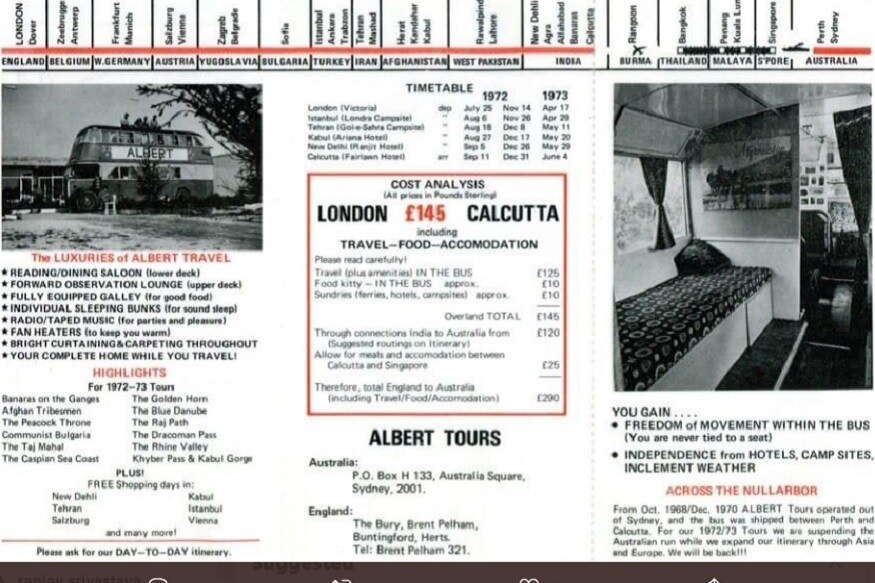 LONDON
Dover
Zeebrugge
Antwerp
Frankfurt
Munich
Salzburg
Vienna
Zagreb
Belgrade
Sofia
Istanbul
Ankara
Trabzon
Tehran
Mashad
Herat
Kandahar
Kabul
Rawalpindi
Lahore
New Delhi
Agra
Allahabad
Banaras
Calcutta
Rangoon
Bangkok
Penang
Kuala Lum
Singapore
Perth
Sydney
ENGLAND BELGIUM W.GERMANY AUSTRIA YUGOSLAVIA BULGARIA TURKEY IRAN AFGHANISTAN WEST PAKISTAN INDIA BURMA THAILAND MALAYA S'PORE AUSTRALIA
ALBERT
The LUXURIES of ALBERT TRAVEL
★ READING/DINING SALOON (lower deck)
★ FORWARD OBSERVATION LOUNGE (upper deck)
★ FULLY EQUIPPED GALLEY (for good food)
★ INDIVIDUAL SLEEPING BUNKS (for sound sleep)
★ RADIO/TAPED MUSIC (for parties and pleasure)
★ FAN HEATERS (to keep you warm)
★ BRIGHT CURTAINING & CARPETING THROUGHOUT
★ YOUR COMPLETE HOME WHILE YOU TRAVEL!
HIGHLIGHTS
For 1972-73 Tours
Banaras on the Ganges The Golden Horn
Afghan Tribesmen The Blue Danube
The Peacock Throne The Raj Path
Communist Bulgaria The Dracoman Pass
The Taj Mahal The Rhine Valley
The Caspian Sea Coast Khyber Pass & Kabul Gorge
PLUS!
FREE Shopping days in:
New Dehli Kabul
Tehran Istanbul
Salzburg Vienna
and many more!
Please ask for our DAY-TO-DAY itinerary.
TIMETABLE
1972 1973
London (Victoria) dep July 25 Nov 14 Apr 17
Istanbul (Londra Campsite) " Aug 6 Nov 26 Apr 29
Tehran (Gol-e-Sahra Campsite) " Aug 18 Dec 8 May 11
Kabul (Ariana Hotel) " Aug 27 Dec 17 May 20
New Delhi (Ranjit Hotel) " Sep 5 Dec 26 May 29
Calcutta (Fairlawn Hotel) arr Sep 11 Dec 31 June 4
COST ANALYSIS
(All prices in Pounds Sterling)
LONDON £145 CALCUTTA
including
TRAVEL-FOOD-ACCOMODATION
Please read carefully!
Travel (plus amenities) IN THE BUS £125
Food kitty - IN THE BUS approx. £10
Sundries (ferries, hotels, campsites) approx. £10
Overland TOTAL £145
Through connections India to Australia from £120
(Suggested routings on Itinerary)
Allow for meals and accomodation between
Calcutta and Singapore £25
Therefore, total England to Australia
(including Travel/Food/Accomodation) £290
ALBERT TOURS
Australia:
P.O. Box H 133, Australia Square,
Sydney, 2001.
England:
The Bury, Brent Pelham,
Buntingford, Herts.
Tel: Brent Pelham 321.
YOU GAIN ....
• FREEDOM of MOVEMENT WITHIN THE BUS
(You are never tied to a seat)
• INDEPENDENCE from HOTELS, CAMP SITES,
INCLEMENT WEATHER
ACROSS THE NULLARBOR
From Oct. 1968/Dec. 1970 ALBERT Tours operated out
of Sydney, and the bus was shipped between Perth and
Calcutta. For our 1972/73 Tours we are suspending the
Australian run while we expand our itinerary through Asia
and Europe. We will be back!!!